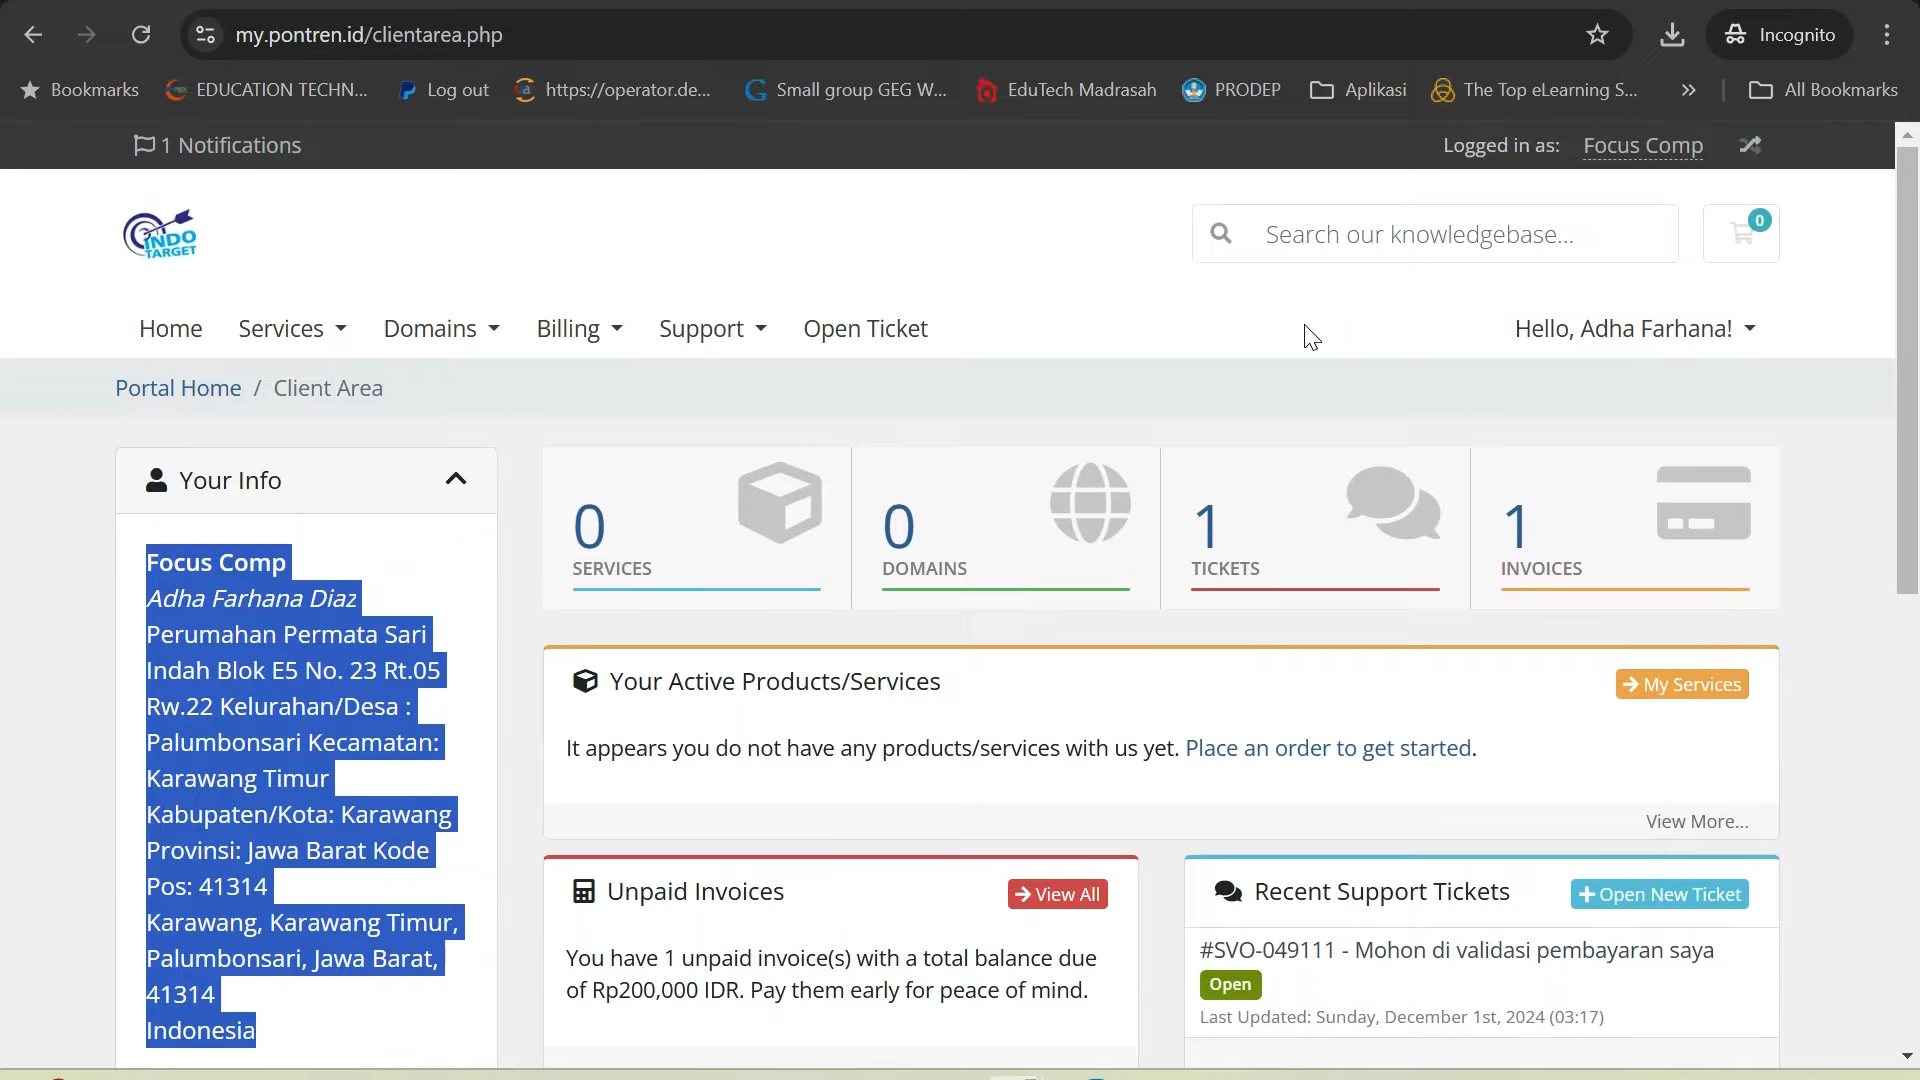 my.pontren.id/clientarea.php
Incognito
Bookmarks
EDUCATION TECHN...
Log out
https://operator.de...
Small group GEG W...
EduTech Madrasah
PRODEP
Aplikasi
The Top eLearning S...
»
All Bookmarks
1 Notifications
Logged in as: Focus Comp
INDO
TARGET
Search our knowledgebase...
0
Home
Services
Domains
Billing
Support
Open Ticket
Hello, Adha Farhana!
Portal Home / Client Area
Your Info
Focus Comp
Adha Farhana Diaz
Perumahan Permata Sari
Indah Blok E5 No. 23 Rt.05
Rw.22 Kelurahan/Desa :
Palumbonsari Kecamatan:
Karawang Timur
Kabupaten/Kota: Karawang
Provinsi: Jawa Barat Kode
Pos: 41314
Karawang, Karawang Timur,
Palumbonsari, Jawa Barat,
41314
Indonesia
0
SERVICES
0
DOMAINS
1
TICKETS
1
INVOICES
Your Active Products/Services
My Services
It appears you do not have any products/services with us yet. Place an order to get started.
View More...
Unpaid Invoices
View All
You have 1 unpaid invoice(s) with a total balance due
of Rp200,000 IDR. Pay them early for peace of mind.
Recent Support Tickets
Open New Ticket
#SVO-049111 - Mohon di validasi pembayaran saya
Open
Last Updated: Sunday, December 1st, 2024 (03:17)